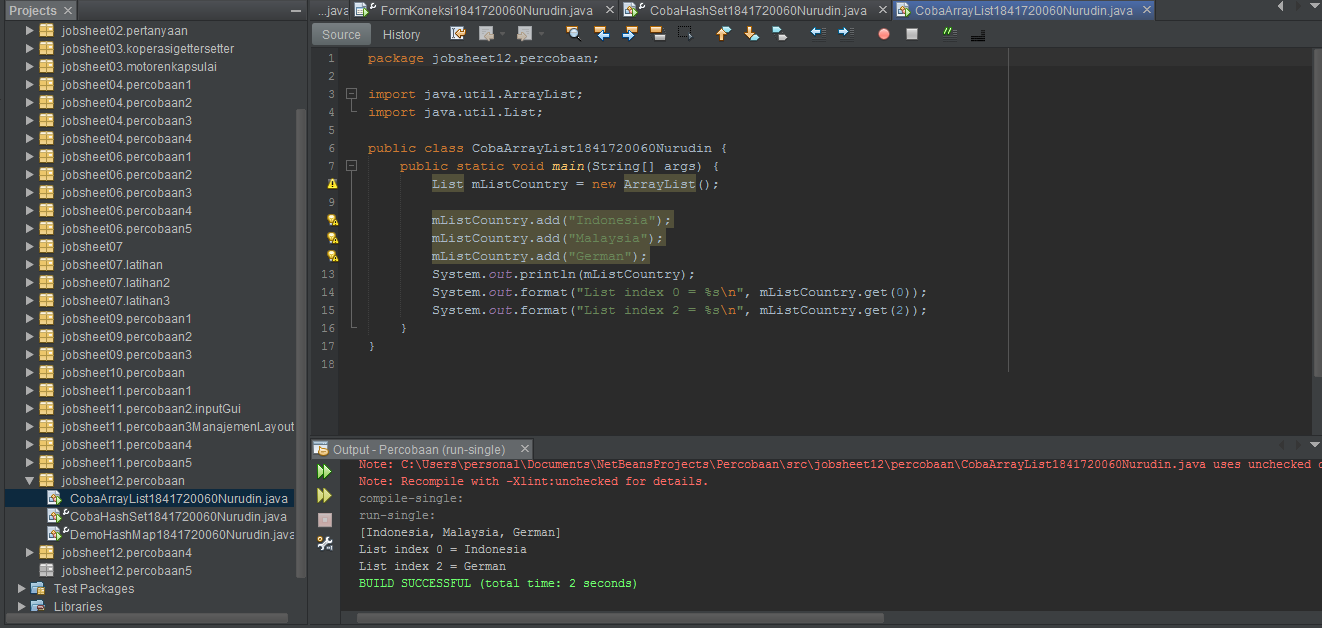 Projects
jobsheet02.pertanyaan
jobsheet03.koperasigettersetter
jobsheet03.motorenkapsulai
jobsheet04.percobaan1
jobsheet04.percobaan2
jobsheet04.percobaan3
jobsheet04.percobaan4
jobsheet06.percobaan1
jobsheet06.percobaan2
jobsheet06.percobaan3
jobsheet06.percobaan4
jobsheet06.percobaan5
jobsheet07
jobsheet07.latihan
jobsheet07.latihan2
jobsheet07.latihan3
jobsheet09.percobaan1
jobsheet09.percobaan2
jobsheet09.percobaan3
jobsheet10.percobaan
jobsheet11.percobaan1
jobsheet11.percobaan2.inputGui
jobsheet11.percobaan3ManajemenLayout
jobsheet11.percobaan4
jobsheet11.percobaan5
jobsheet12.percobaan
CobaArrayList1841720060Nurudin.java
CobaHashSet1841720060Nurudin.java
DemoHashMap1841720060Nurudin.java
jobsheet12.percobaan4
jobsheet12.percobaan5
Test Packages
Libraries
...java FormKoneksi1841720060Nurudin.java CobaHashSet1841720060Nurudin.java CobaArrayList1841720060Nurudin.java
Source History
1 package jobsheet12.percobaan;
2
3 import java.util.ArrayList;
4 import java.util.List;
5
6 public class CobaArrayList1841720060Nurudin {
7 public static void main(String[] args) {
List mListCountry = new ArrayList();
9
mListCountry.add("Indonesia");
mListCountry.add("Malaysia");
mListCountry.add("German");
13 System.out.println(mListCountry);
14 System.out.format("List index 0 = %s\n", mListCountry.get(0));
15 System.out.format("List index 2 = %s\n", mListCountry.get(2));
16 }
17 }
18
Output - Percobaan (run-single)
Note: C:\Users\personal\Documents\NetBeansProjects\Percobaan\src\jobsheet12\percobaan\CobaArrayList1841720060Nurudin.java uses unchecked
Note: Recompile with -Xlint:unchecked for details.
compile-single:
run-single:
[Indonesia, Malaysia, German]
List index 0 = Indonesia
List index 2 = German
BUILD SUCCESSFUL (total time: 2 seconds)